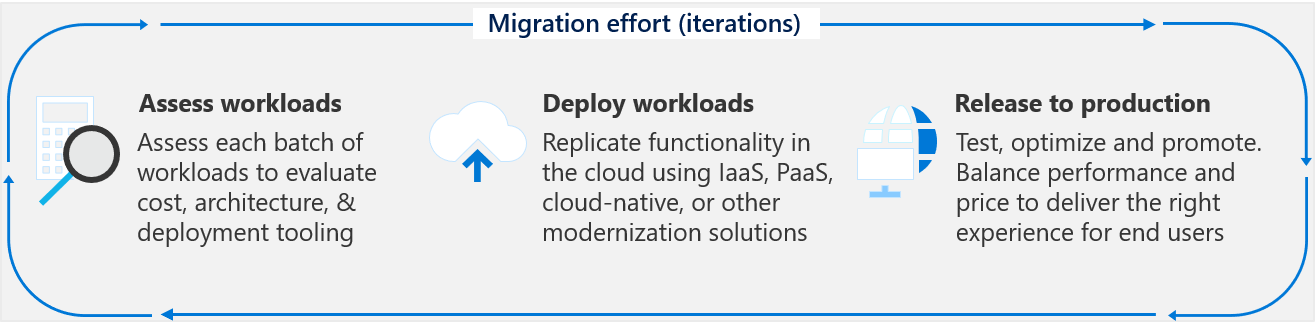 Migration effort (iterations)
Assess workloads
Assess each batch of
workloads to evaluate
cost, architecture, &
deployment tooling
Deploy workloads
Replicate functionality in
the cloud using IaaS, PaaS,
cloud-native, or other
modernization solutions
Release to production
Test, optimize and promote.
Balance performance and
price to deliver the right
experience for end users